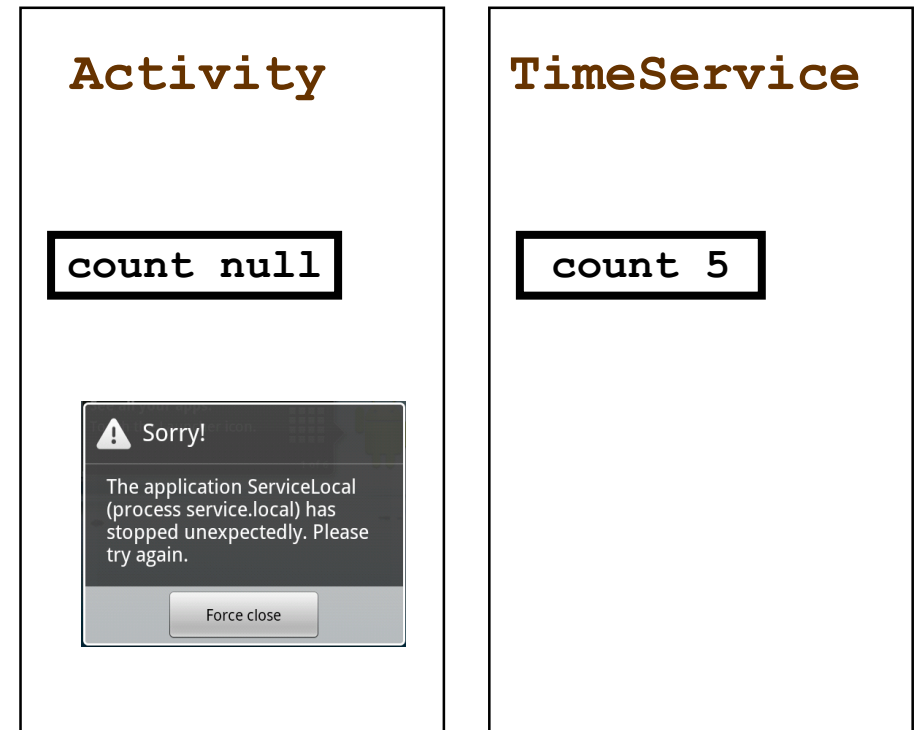 Activity
TimeService
count null
count 5
Sorry!
The application ServiceLocal
(process service.local) has
stopped unexpectedly. Please
try again.
Force close